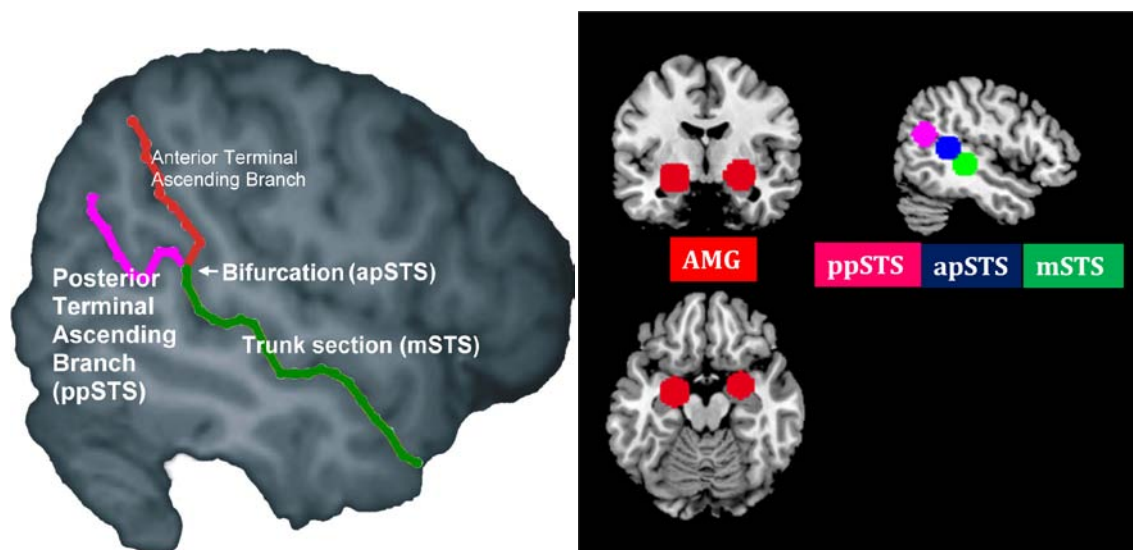 Anterior Terminal
Ascending Branch
Bifurcation (apSTS)
Posterior
Terminal
Ascending
Branch
(ppSTS)
Trunk section (mSTS)
AMG
ppSTS
apSTS
mSTS